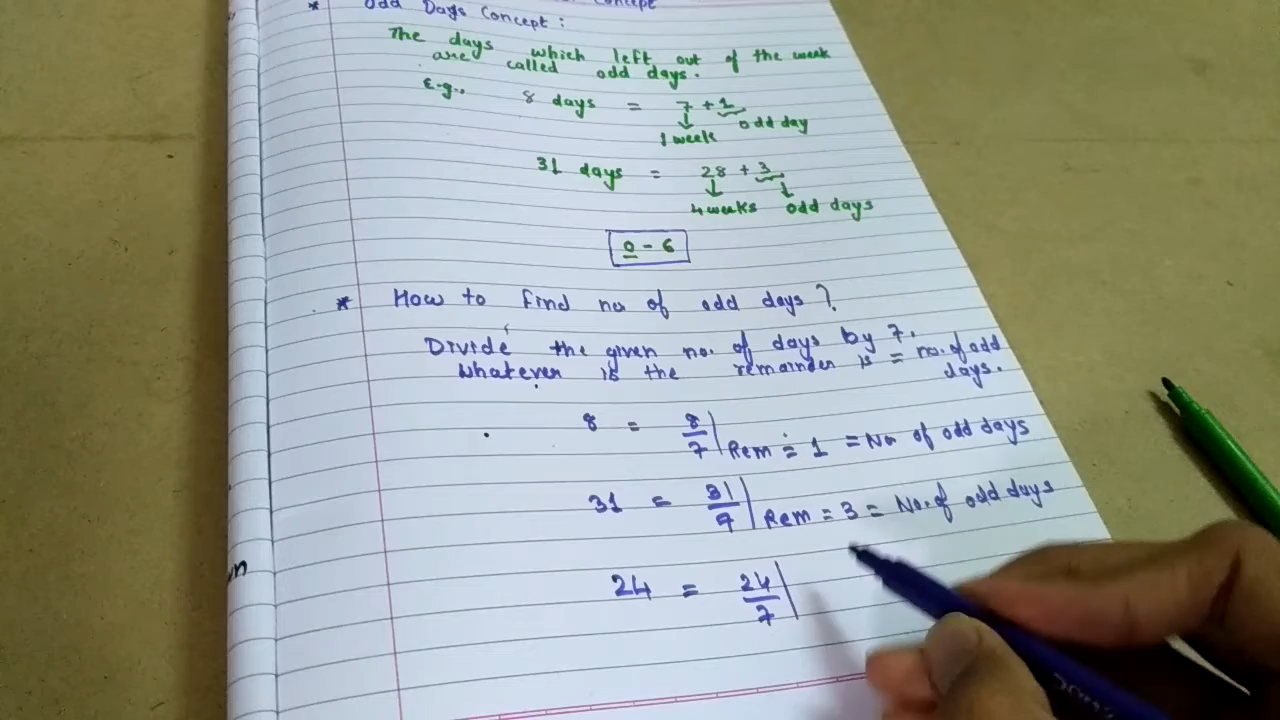 * Odd Days Concept :
Concept
The days which left out of the week
are called odd days.
E.g., 8 days = 7 + 1
1 week odd day
31 days = 28 + 3
4 weeks odd days
0 - 6
* How to find no of odd days?
Divide the given no. of days by 7.
Whatever is the remainder is = no. of odd
days.
8 = 8/7 | Rem = 1 = No of odd days
31 = 31/7 | Rem = 3 = No. of odd days
24 = 24/7 |